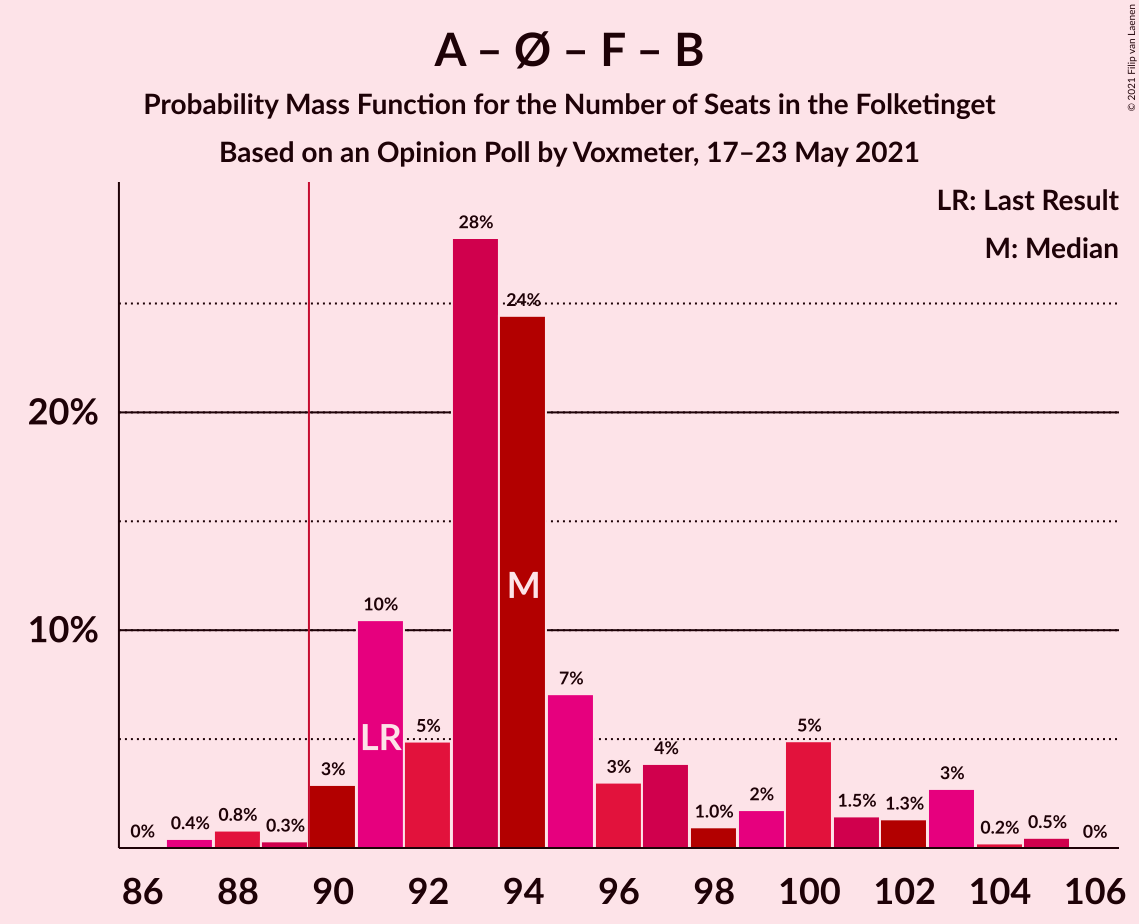 A – Ø – F – B
Probability Mass Function for the Number of Seats in the Folketinget
Based on an Opinion Poll by Voxmeter, 17–23 May 2021
© 2021 Filip van Laenen
LR: Last Result
M: Median
20%
10%
0%
0.4%
0.8%
0.3%
3%
10%
5%
28%
24%
7%
3%
4%
1.0%
2%
5%
1.5%
1.3%
3%
0.2%
0.5%
0%
LR
M
86 88 90 92 94 96 98 100 102 104 106